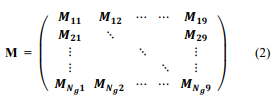 M₁₁ M₁₂ ⋯ ⋯ M₁₉
M₂₁ ⋱ M₂₉
M = ⋮ ⋱ ⋮ (2)
⋮ ⋱ ⋮
M_{N_g1} M_{N_g2} ⋯ ⋯ M_{N_g9}